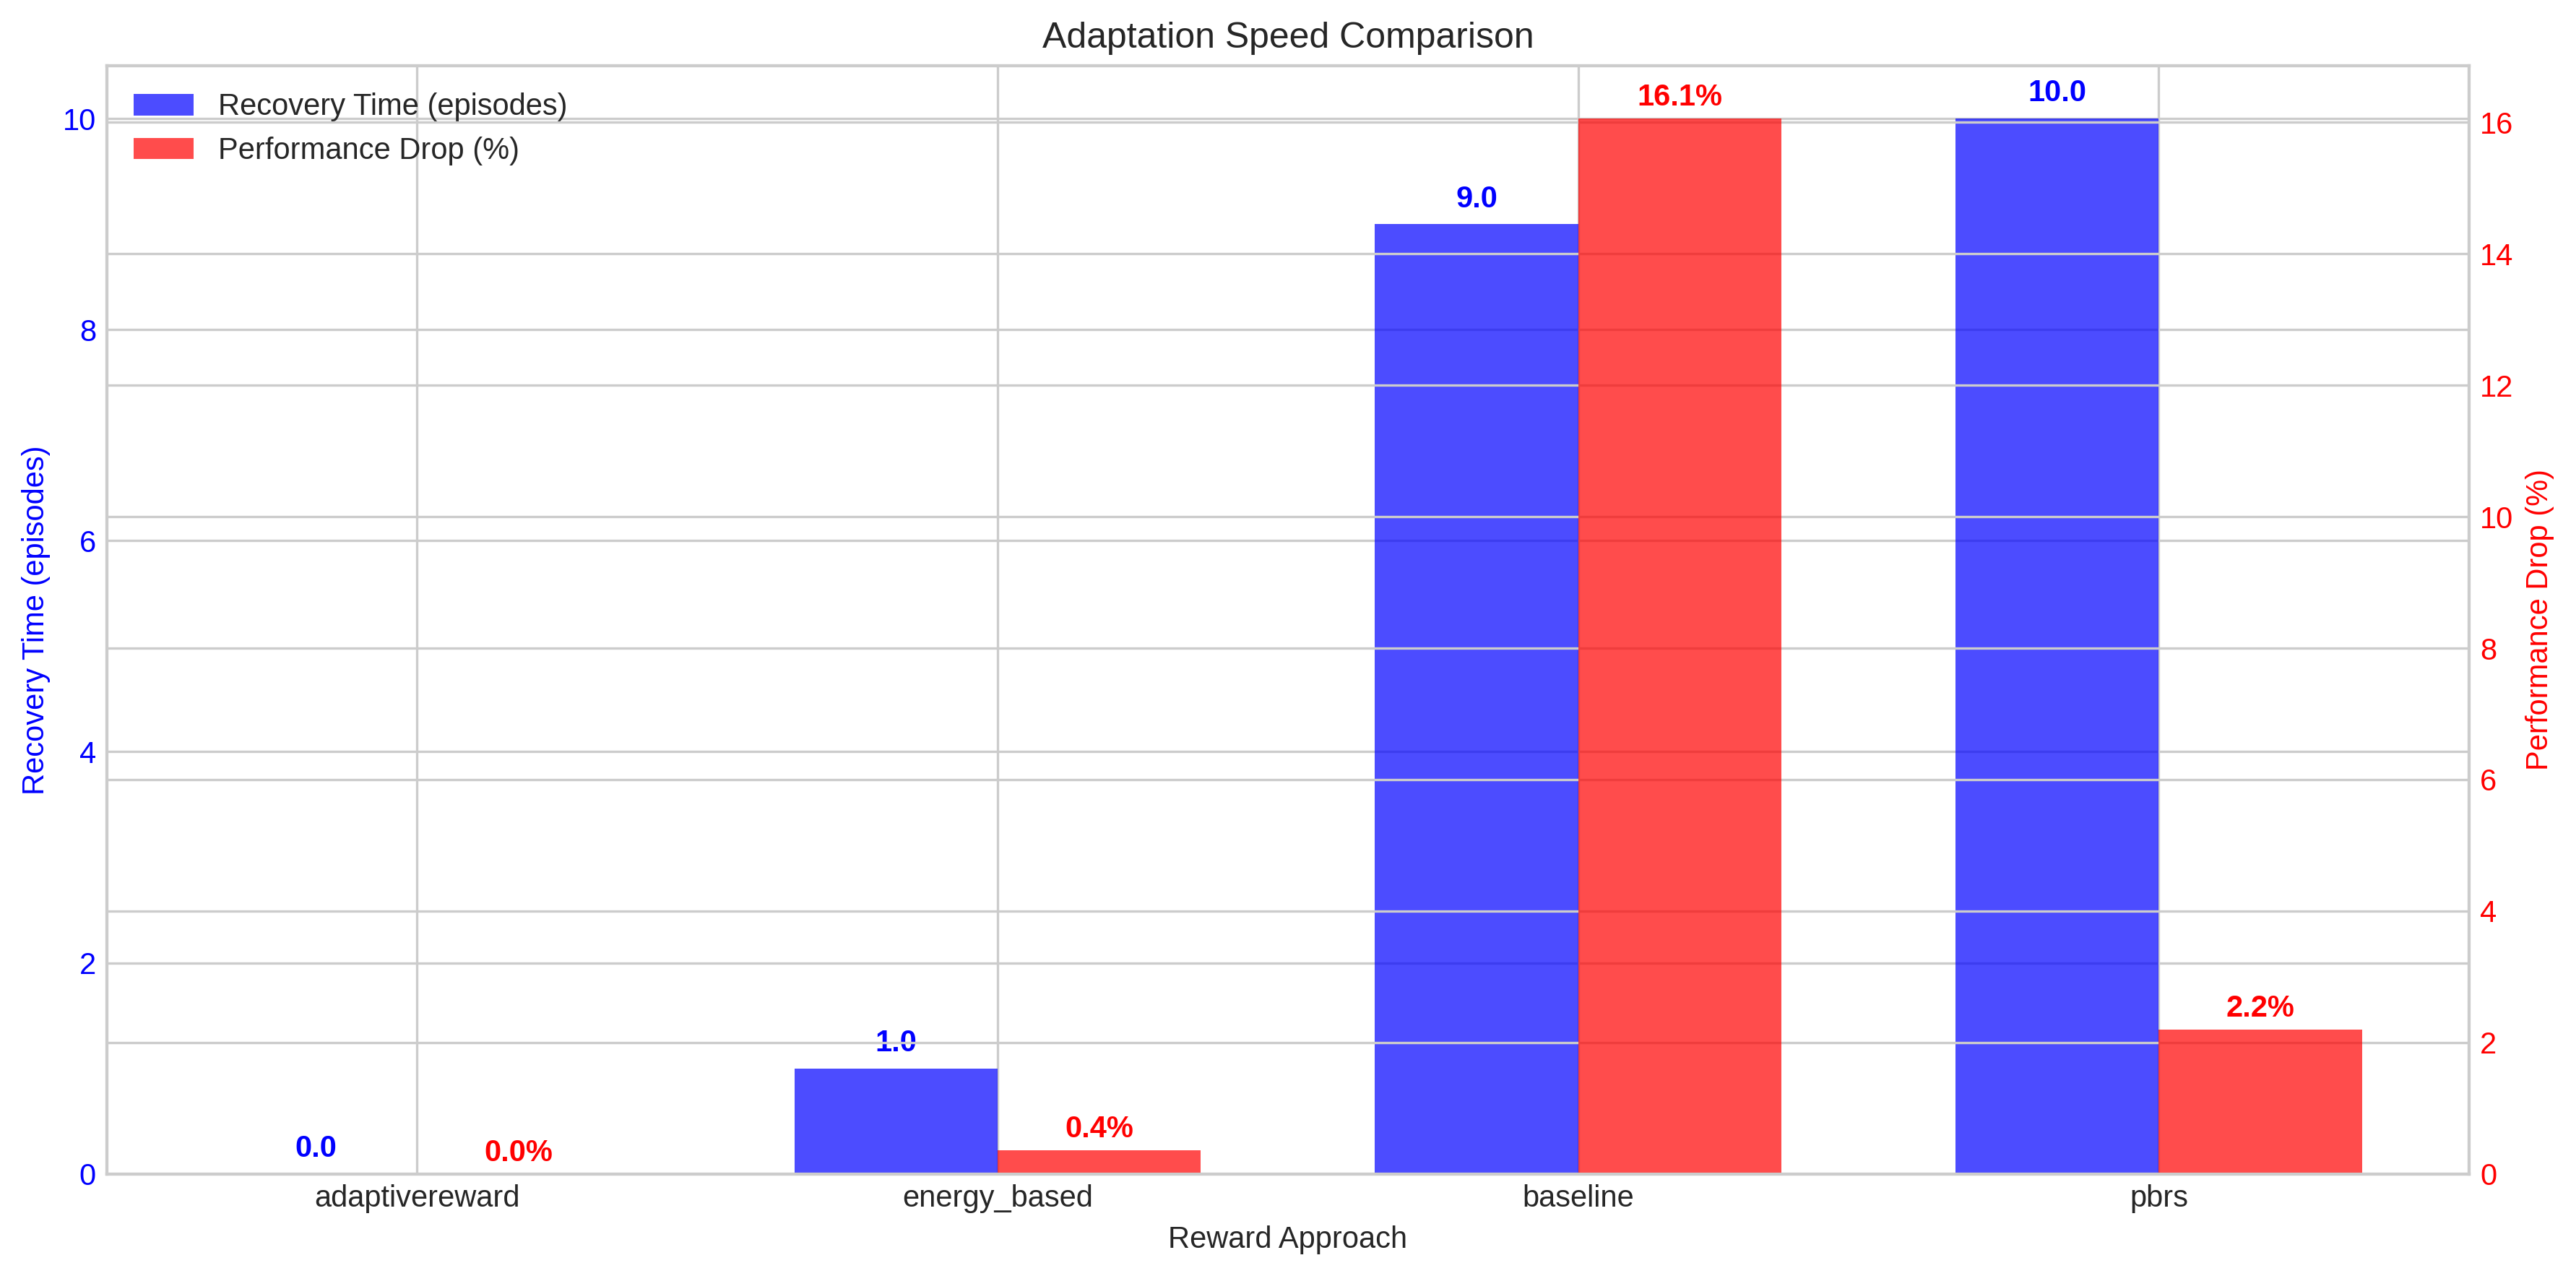 Adaptation Speed Comparison
Recovery Time (episodes)
Performance Drop (%)
10
8
6
4
2
0
Recovery Time (episodes)
0.0
0.0%
1.0
0.4%
9.0
16.1%
10.0
2.2%
16
14
12
10
8
6
4
2
0
Performance Drop (%)
adaptivereward
energy_based
baseline
pbrs
Reward Approach